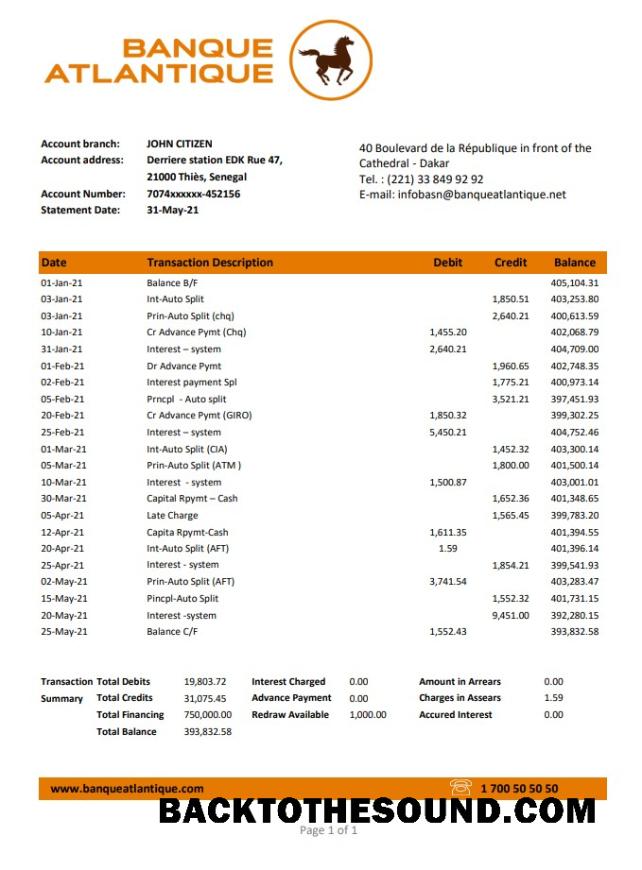 BANQUE
ATLANTIQUE
Account branch: JOHN CITIZEN
Account address: Derriere station EDK Rue 47,
21000 Thiès, Senegal
Account Number: 7074xxxxxx-452156
Statement Date: 31-May-21
40 Boulevard de la République in front of the
Cathedral - Dakar
Tel. : (221) 33 849 92 92
E-mail: infobasn@banqueatlantique.net
Date Transaction Description Debit Credit Balance
01-Jan-21 Balance B/F 405,104.31
03-Jan-21 Int-Auto Split 1,850.51 403,253.80
03-Jan-21 Prin-Auto Split (chq) 2,640.21 400,613.59
10-Jan-21 Cr Advance Pymt (Chq) 1,455.20 402,068.79
31-Jan-21 Interest – system 2,640.21 404,709.00
01-Feb-21 Dr Advance Pymt 1,960.65 402,748.35
02-Feb-21 Interest payment Spl 1,775.21 400,973.14
05-Feb-21 Prncpl - Auto split 3,521.21 397,451.93
20-Feb-21 Cr Advance Pymt (GIRO) 1,850.32 399,302.25
25-Feb-21 Interest – system 5,450.21 404,752.46
01-Mar-21 Int-Auto Split (CIA) 1,452.32 403,300.14
05-Mar-21 Prin-Auto Split (ATM ) 1,800.00 401,500.14
10-Mar-21 Interest - system 1,500.87 403,001.01
30-Mar-21 Capital Rpymt – Cash 1,652.36 401,348.65
05-Apr-21 Late Charge 1,565.45 399,783.20
12-Apr-21 Capita Rpymt-Cash 1,611.35 401,394.55
20-Apr-21 Int-Auto Split (AFT) 1.59 401,396.14
25-Apr-21 Interest - system 1,854.21 399,541.93
02-May-21 Prin-Auto Split (AFT) 3,741.54 403,283.47
15-May-21 Pincpl-Auto Split 1,552.32 401,731.15
20-May-21 Interest -system 9,451.00 392,280.15
25-May-21 Balance C/F 1,552.43 393,832.58
Transaction Total Debits 19,803.72 Interest Charged 0.00 Amount in Arrears 0.00
Summary Total Credits 31,075.45 Advance Payment 0.00 Charges in Assears 1.59
Total Financing 750,000.00 Redraw Available 1,000.00 Accured Interest 0.00
Total Balance 393,832.58
www.banqueatlantique.com 1 700 50 50 50
BACKTOTHESOUND.COM
Page 1 of 1